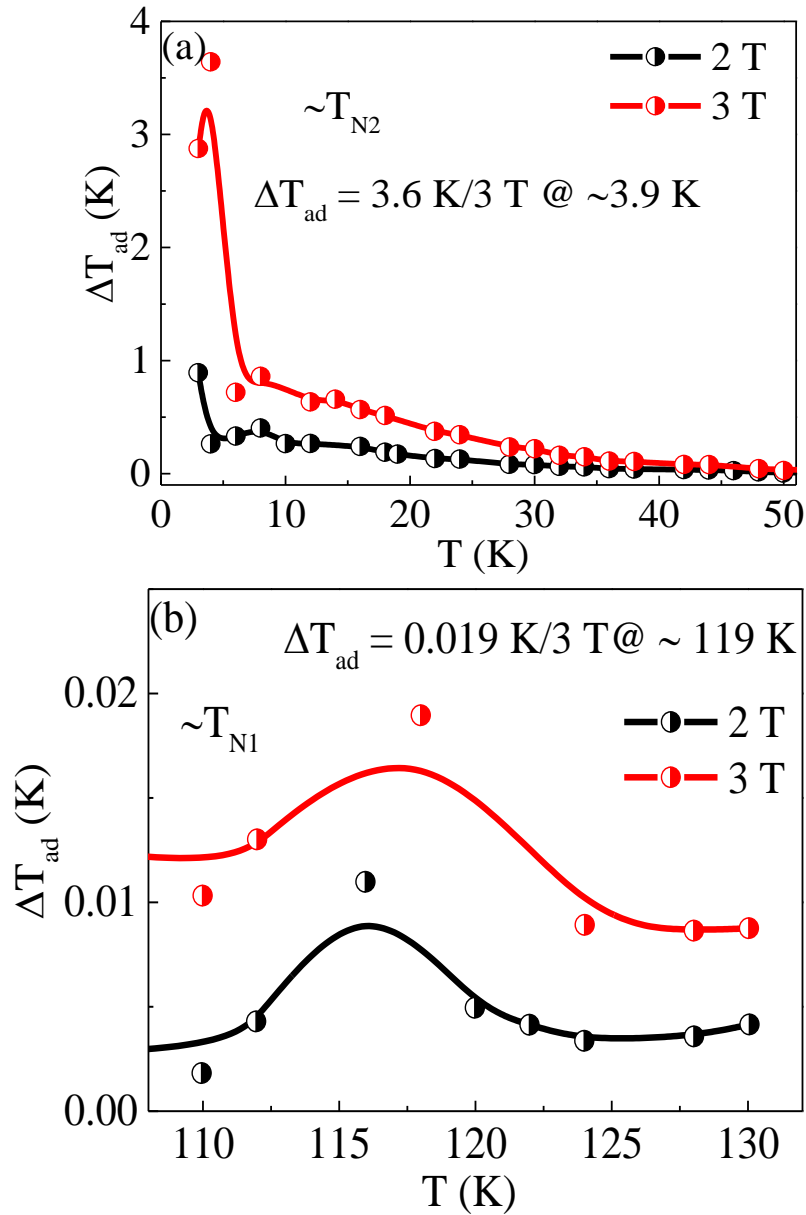 (a)
2 T
3 T
~T_N2
ΔT_ad = 3.6 K/3 T @ ~3.9 K
ΔT_ad (K)
4
3
2
1
0
0 10 20 30 40 50
T (K)
(b)
ΔT_ad = 0.019 K/3 T@ ~ 119 K
~T_N1
2 T
3 T
ΔT_ad (K)
0.02
0.01
0.00
110 115 120 125 130
T (K)